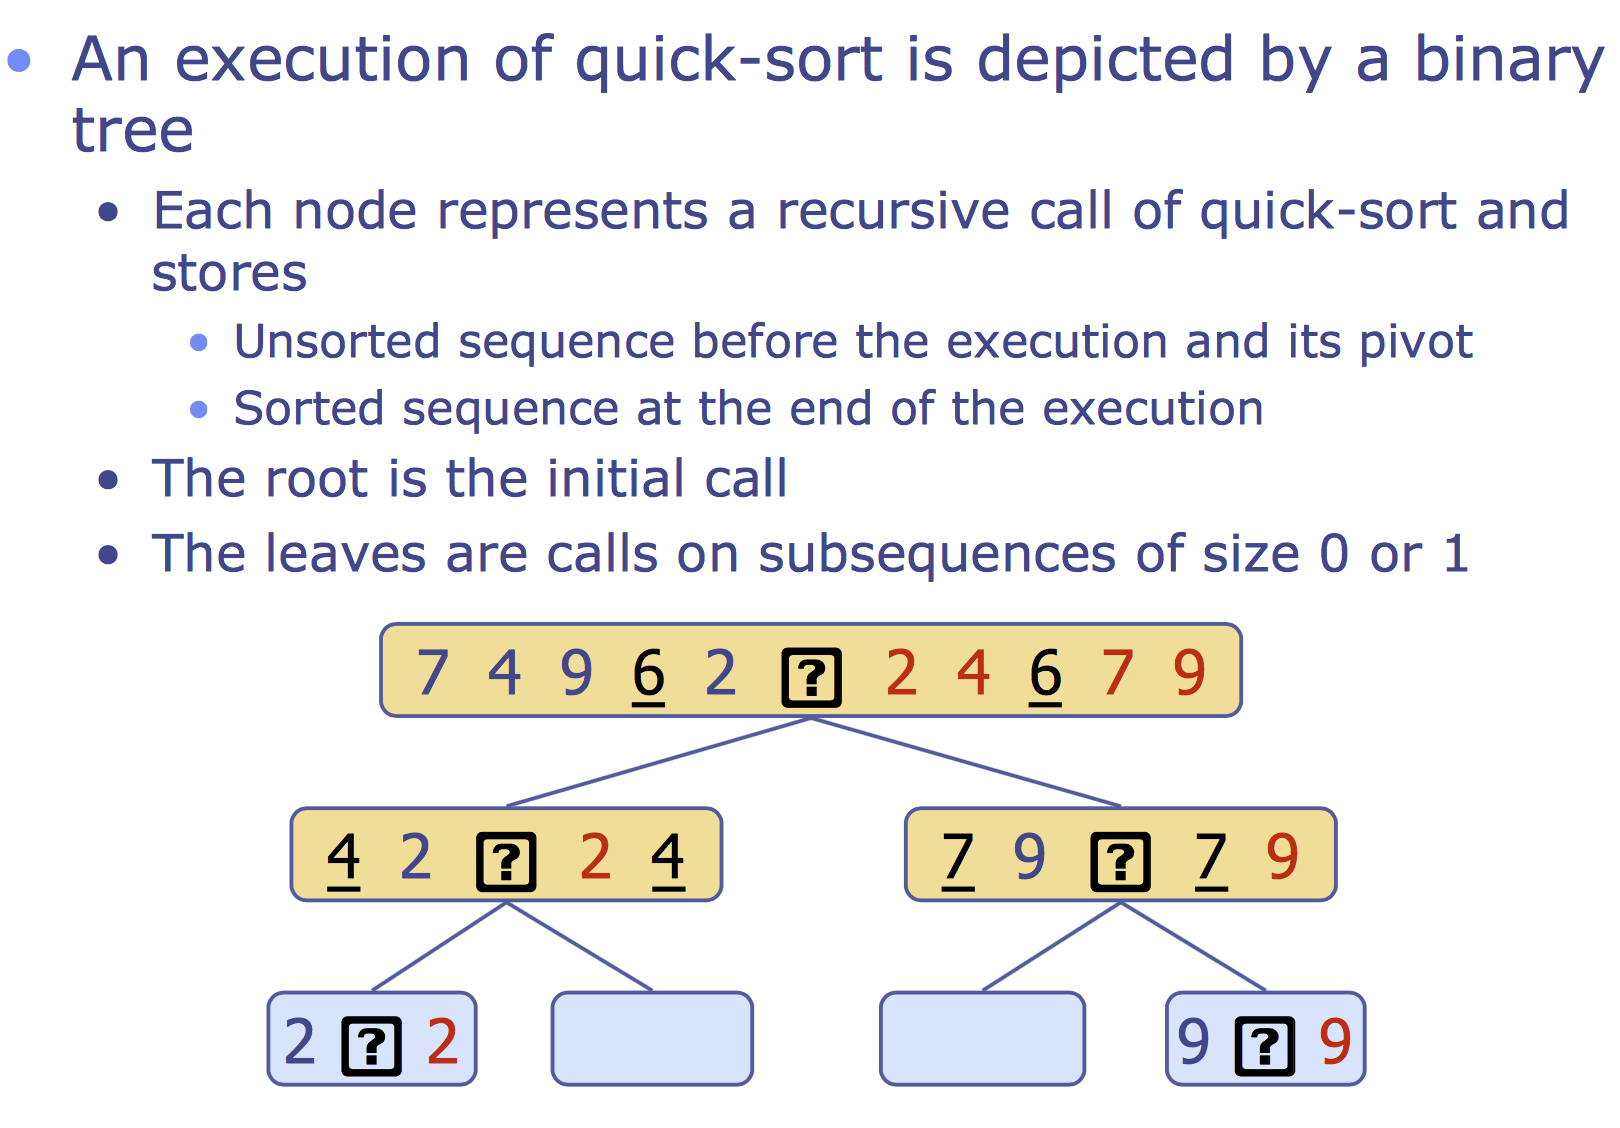 • An execution of quick-sort is depicted by a binary
tree
• Each node represents a recursive call of quick-sort and
stores
• Unsorted sequence before the execution and its pivot
• Sorted sequence at the end of the execution
• The root is the initial call
• The leaves are calls on subsequences of size 0 or 1
7 4 9 6 2 ? 2 4 6 7 9
4 2 ? 2 4
7 9 ? 7 9
2 ? 2
9 ? 9